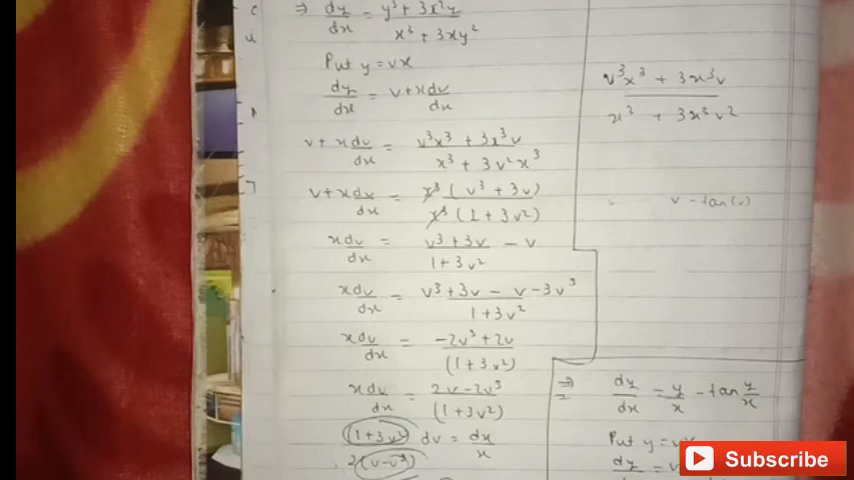 ⇒ dy/dx = y³ + 3x²y / x³ + 3xy²
Put y = vx
dy/dx = v + x dv/dx
v + x dv/dx = v³x³ + 3x³v / x³ + 3v²x³
v + x dv/dx = x³ (v³ + 3v) / x³ (1 + 3v²)
x dv/dx = v³ + 3v / 1 + 3v² - v
x dv/dx = v³ + 3v - v - 3v³ / 1 + 3v²
x dv/dx = -2v³ + 2v / (1 + 3v²)
x dv/dx = 2v - 2v³ / (1 + 3v²)
(1 + 3v²) / 2(v - v³) dv = dx/x
v³x³ + 3x³v / x³ + 3x³v²
v - tan(v)
⇒ dy/dx = y/x - tan y/x
Put y = vx
dy/dx = v
Subscribe